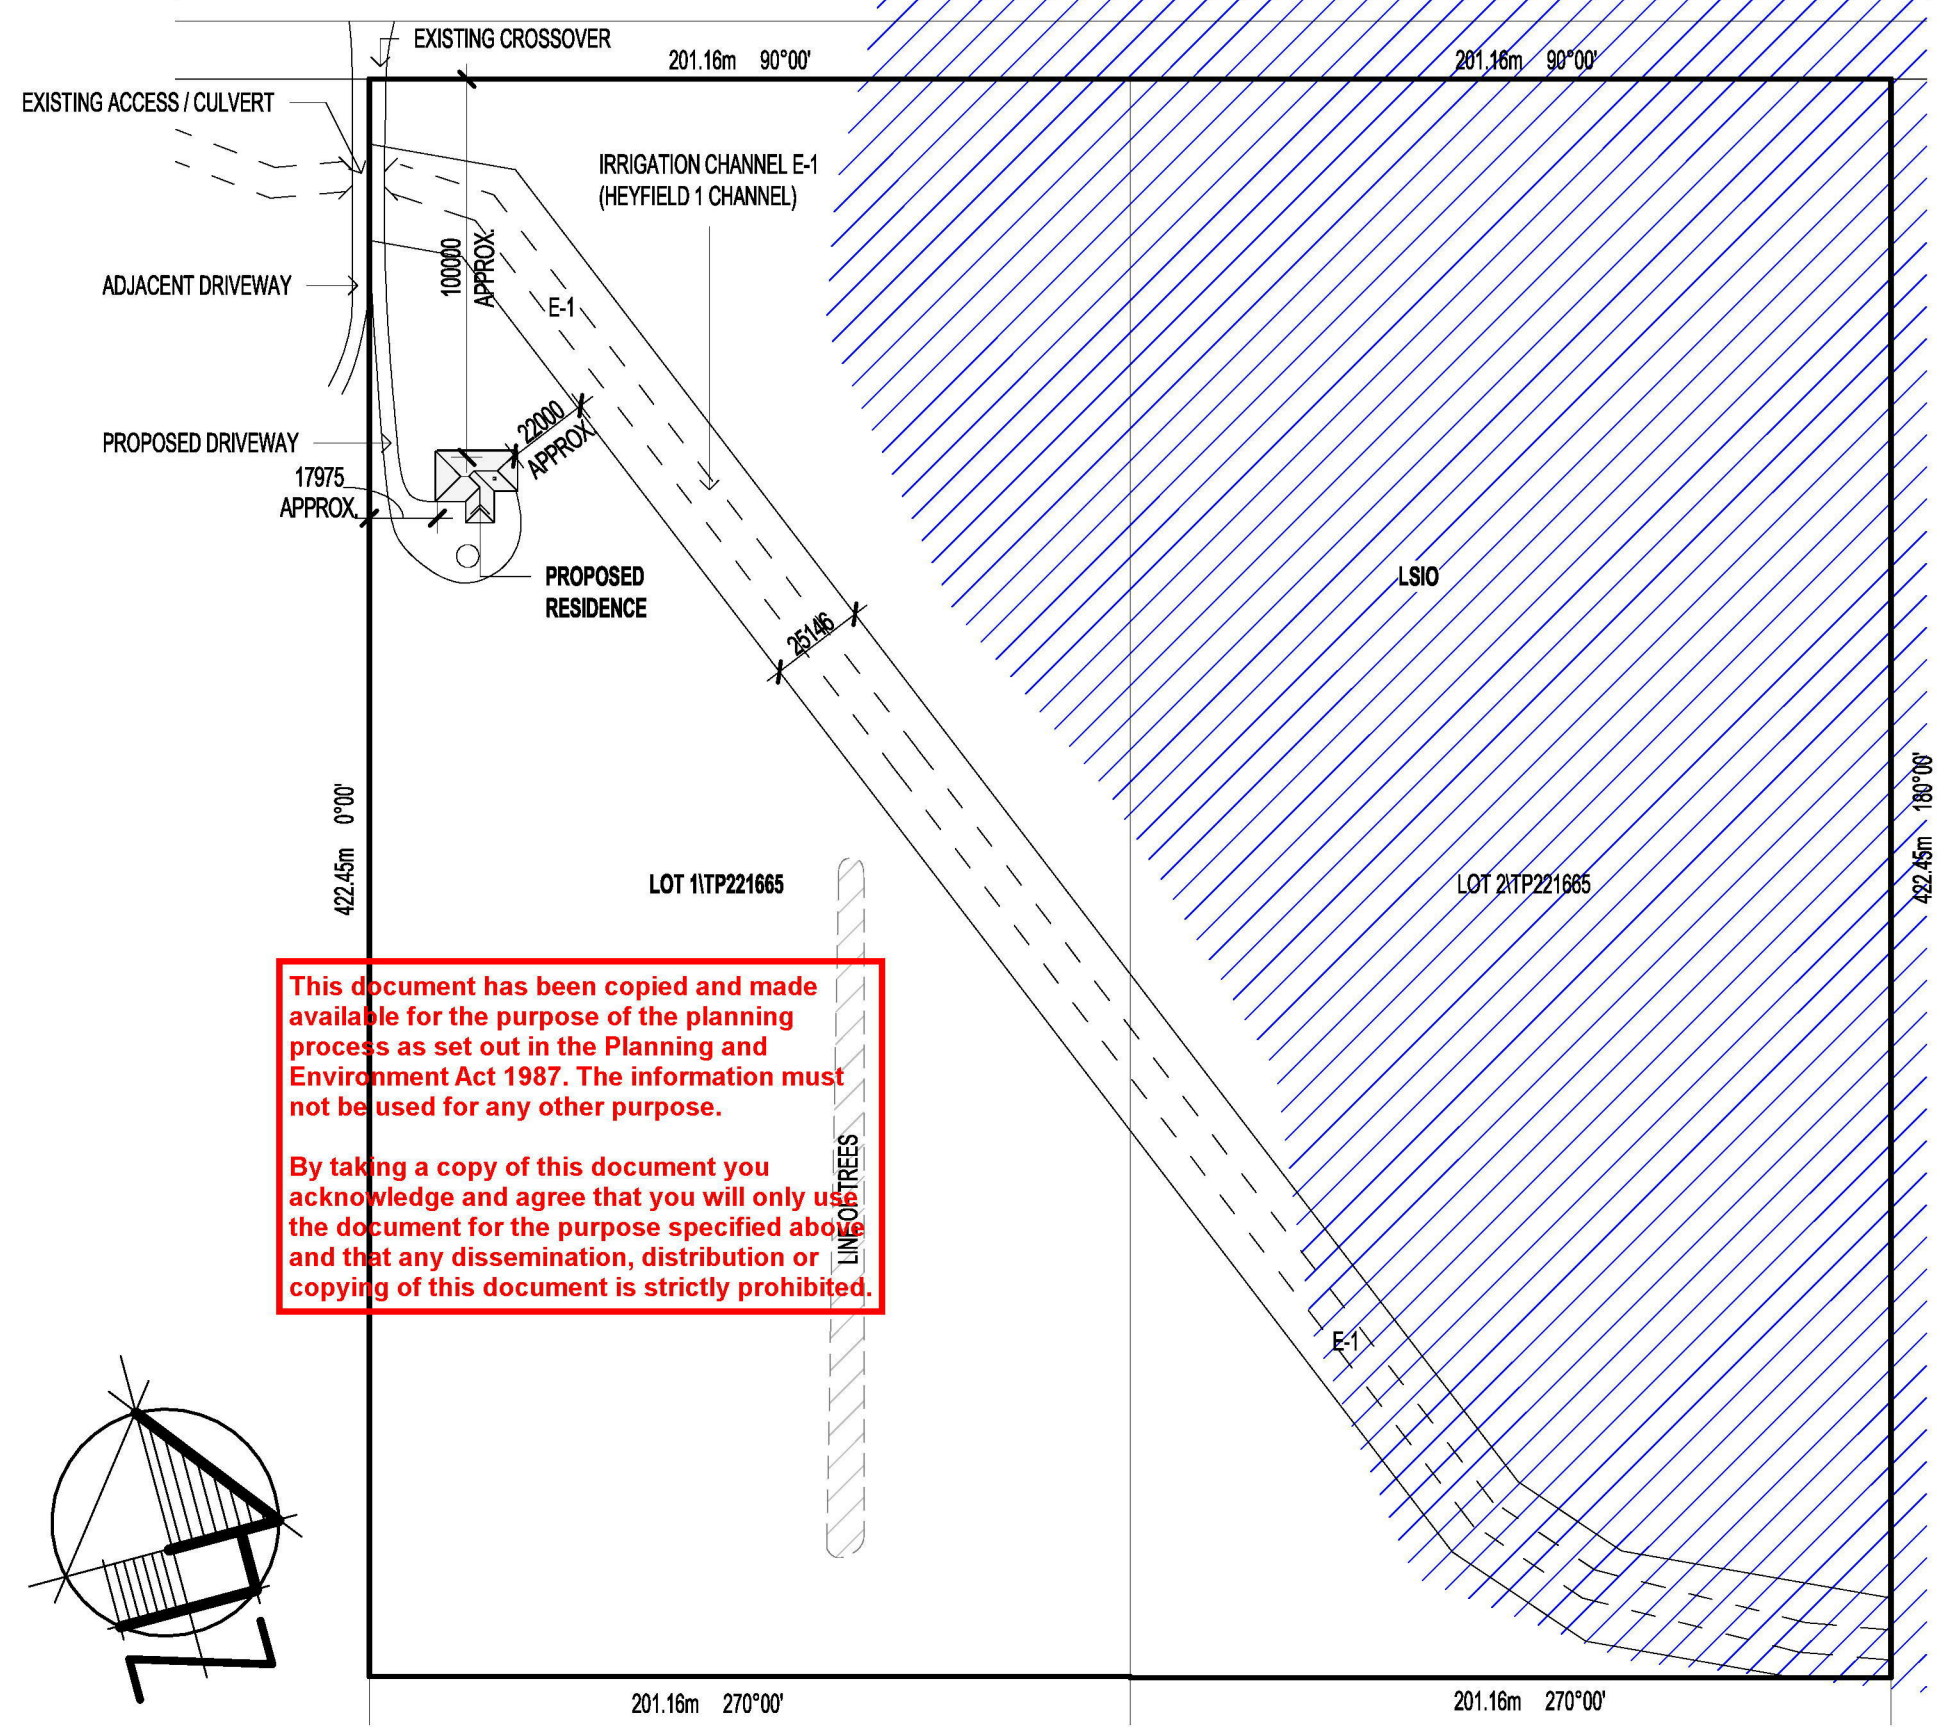 EXISTING CROSSOVER
201.16m 90°00'
201.16m 90°00'
EXISTING ACCESS / CULVERT
IRRIGATION CHANNEL E-1
(HEYFIELD 1 CHANNEL)
100000
APPROX.
ADJACENT DRIVEWAY
E-1
22000
APPROX.
PROPOSED DRIVEWAY
17975
APPROX.
PROPOSED
RESIDENCE
LSIO
25146
422.45m 0°00'
422.45m 180°00'
LOT 1\TP221665
LOT 2\TP221665
This document has been copied and made
available for the purpose of the planning
process as set out in the Planning and
Environment Act 1987. The information must
not be used for any other purpose.
By taking a copy of this document you
acknowledge and agree that you will only use
the document for the purpose specified above
and that any dissemination, distribution or
copying of this document is strictly prohibited.
LINE OF TREES
E-1
201.16m 270°00'
201.16m 270°00'